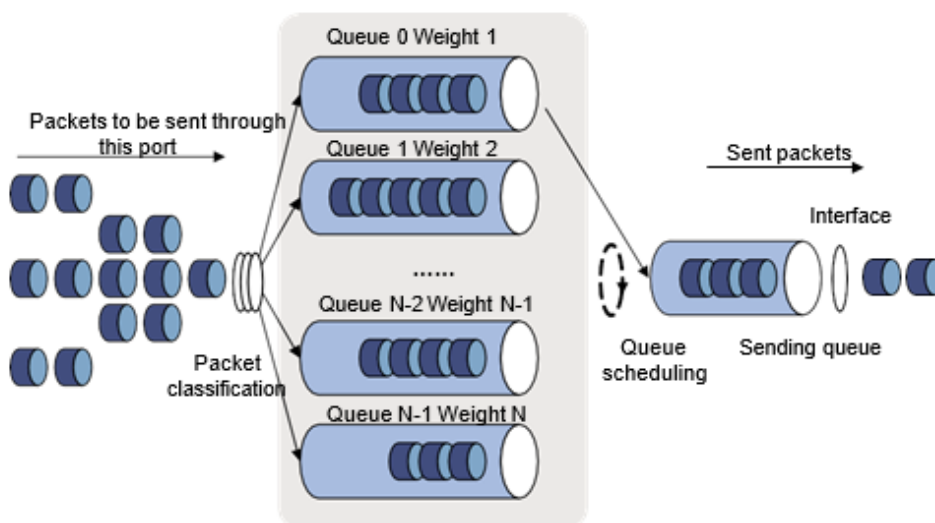 Queue 0 Weight 1
Packets to be sent through
this port
Queue 1 Weight 2
Sent packets
Interface
......
Queue N-2 Weight N-1
Packet
classification
Queue
scheduling
Sending queue
Queue N-1 Weight N